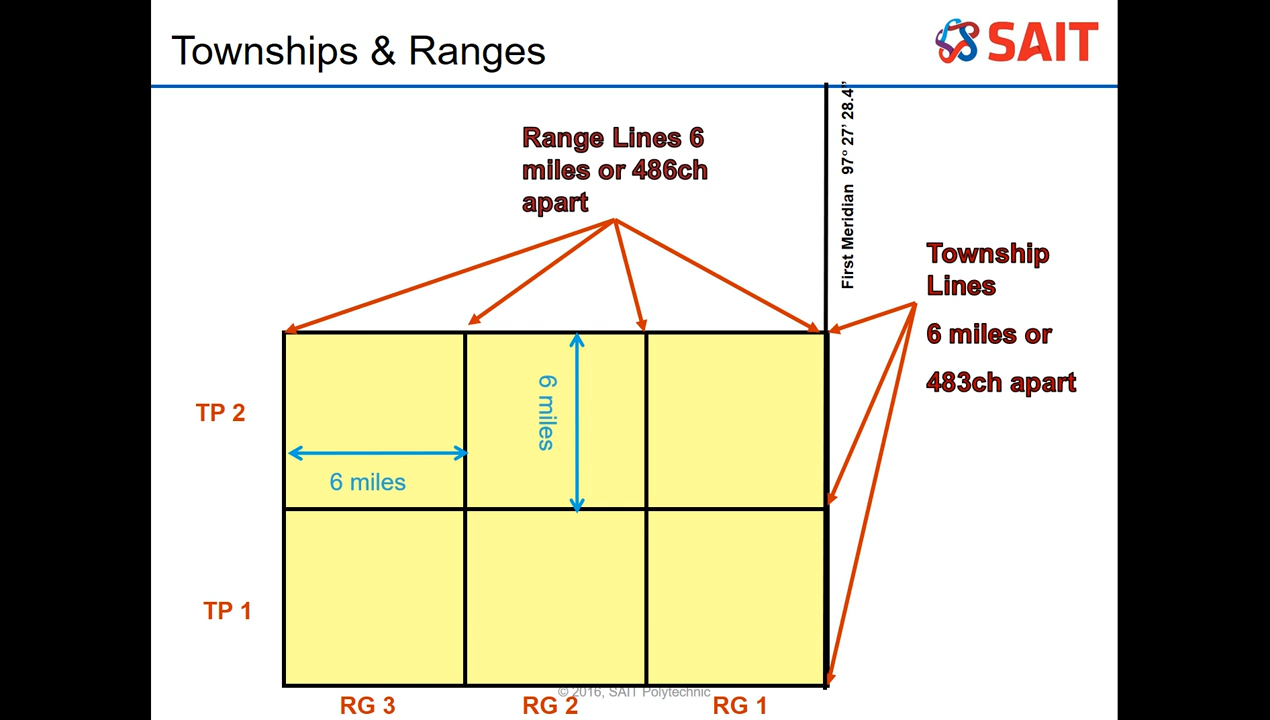 Townships & Ranges
SAIT
Range Lines 6
miles or 486ch
apart
First Meridian 97° 27' 28.4"
Township
Lines
6 miles or
483ch apart
TP 2
6 miles
6 miles
TP 1
© 2016, SAIT Polytechnic
RG 3
RG 2
RG 1